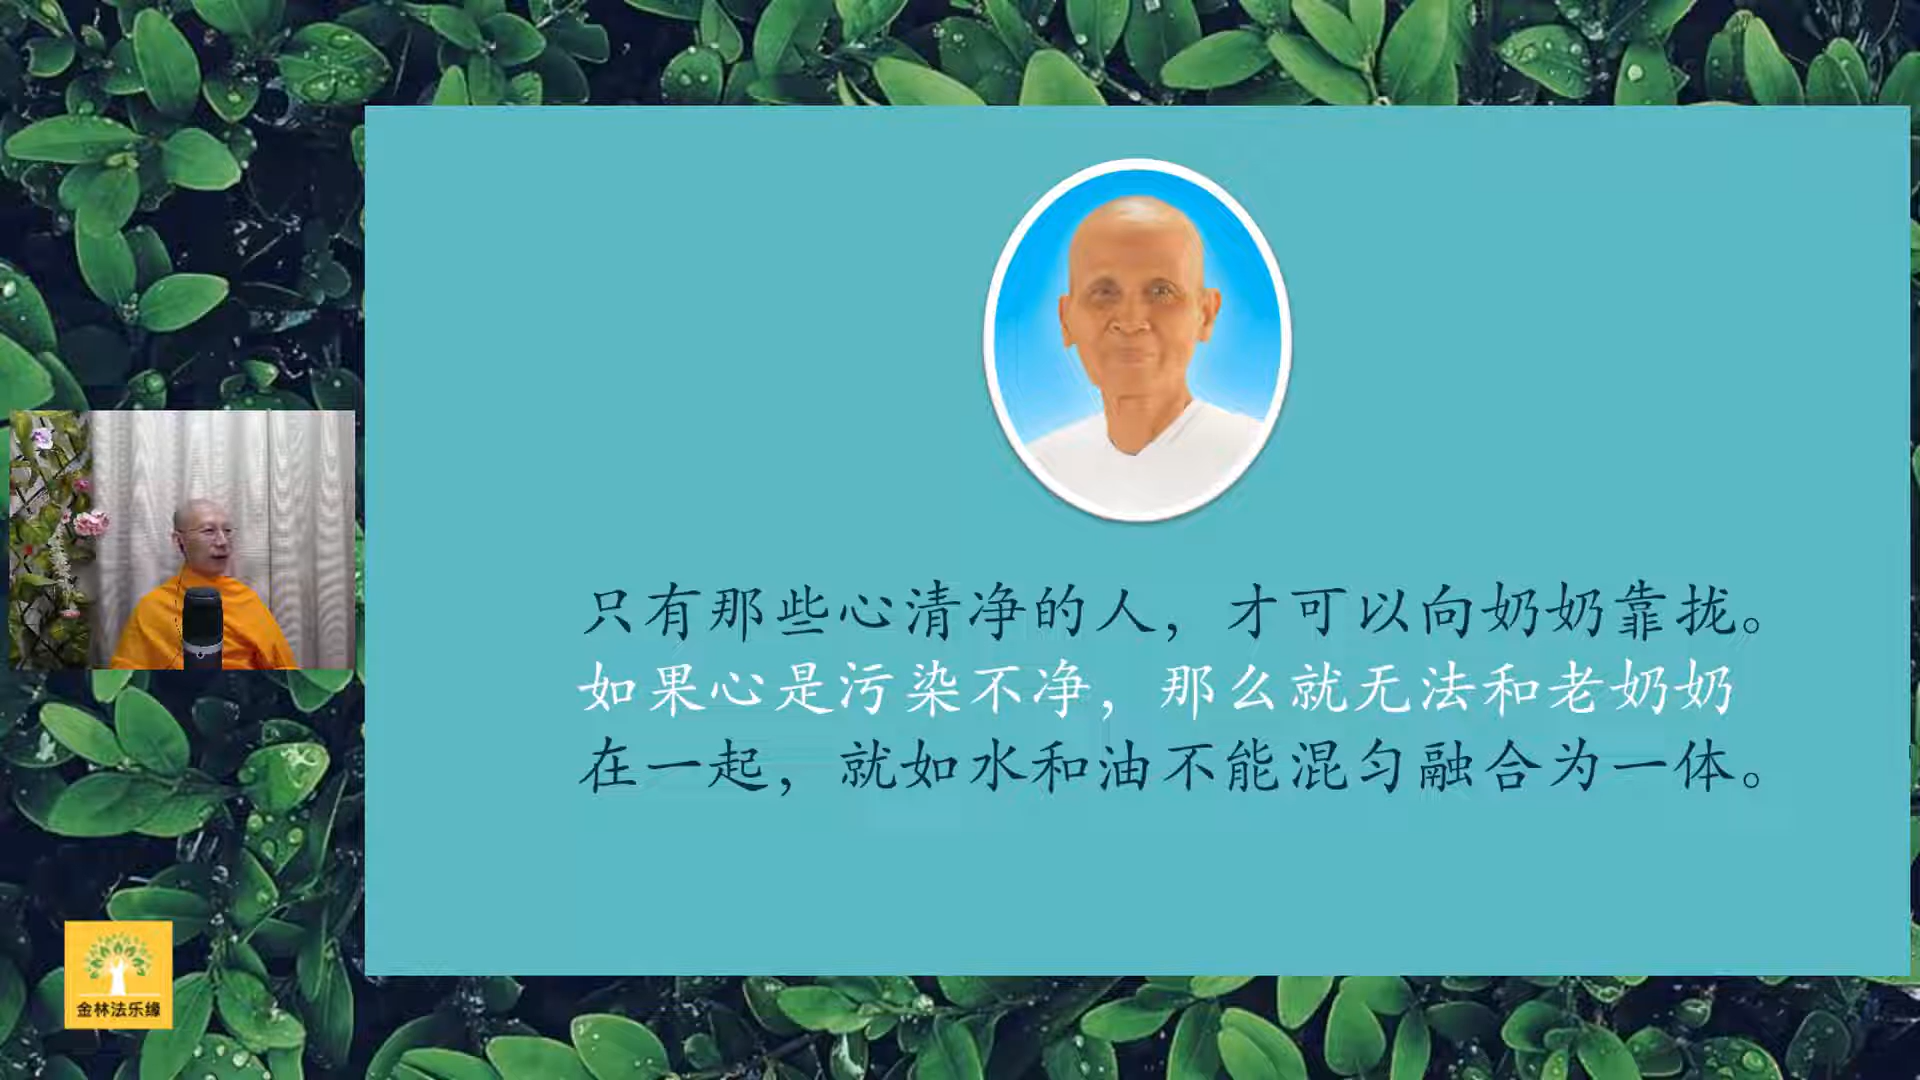 只有那些心清净的人，才可以向奶奶靠拢。
如果心是污染不净，那么就无法和老奶奶
在一起，就如水和油不能混匀融合为一体。
金林法乐缘